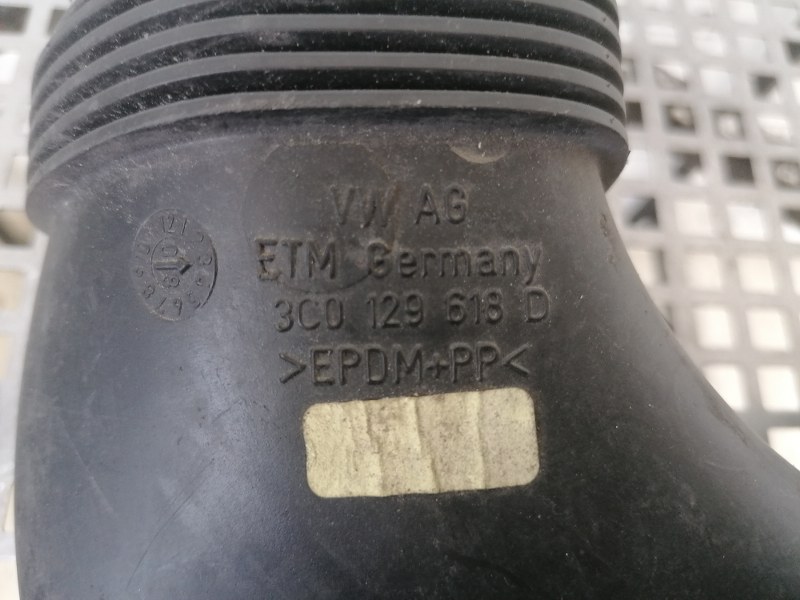 VW AG
ETM Germany
3C0 129 618 D
>EPDM+PP<